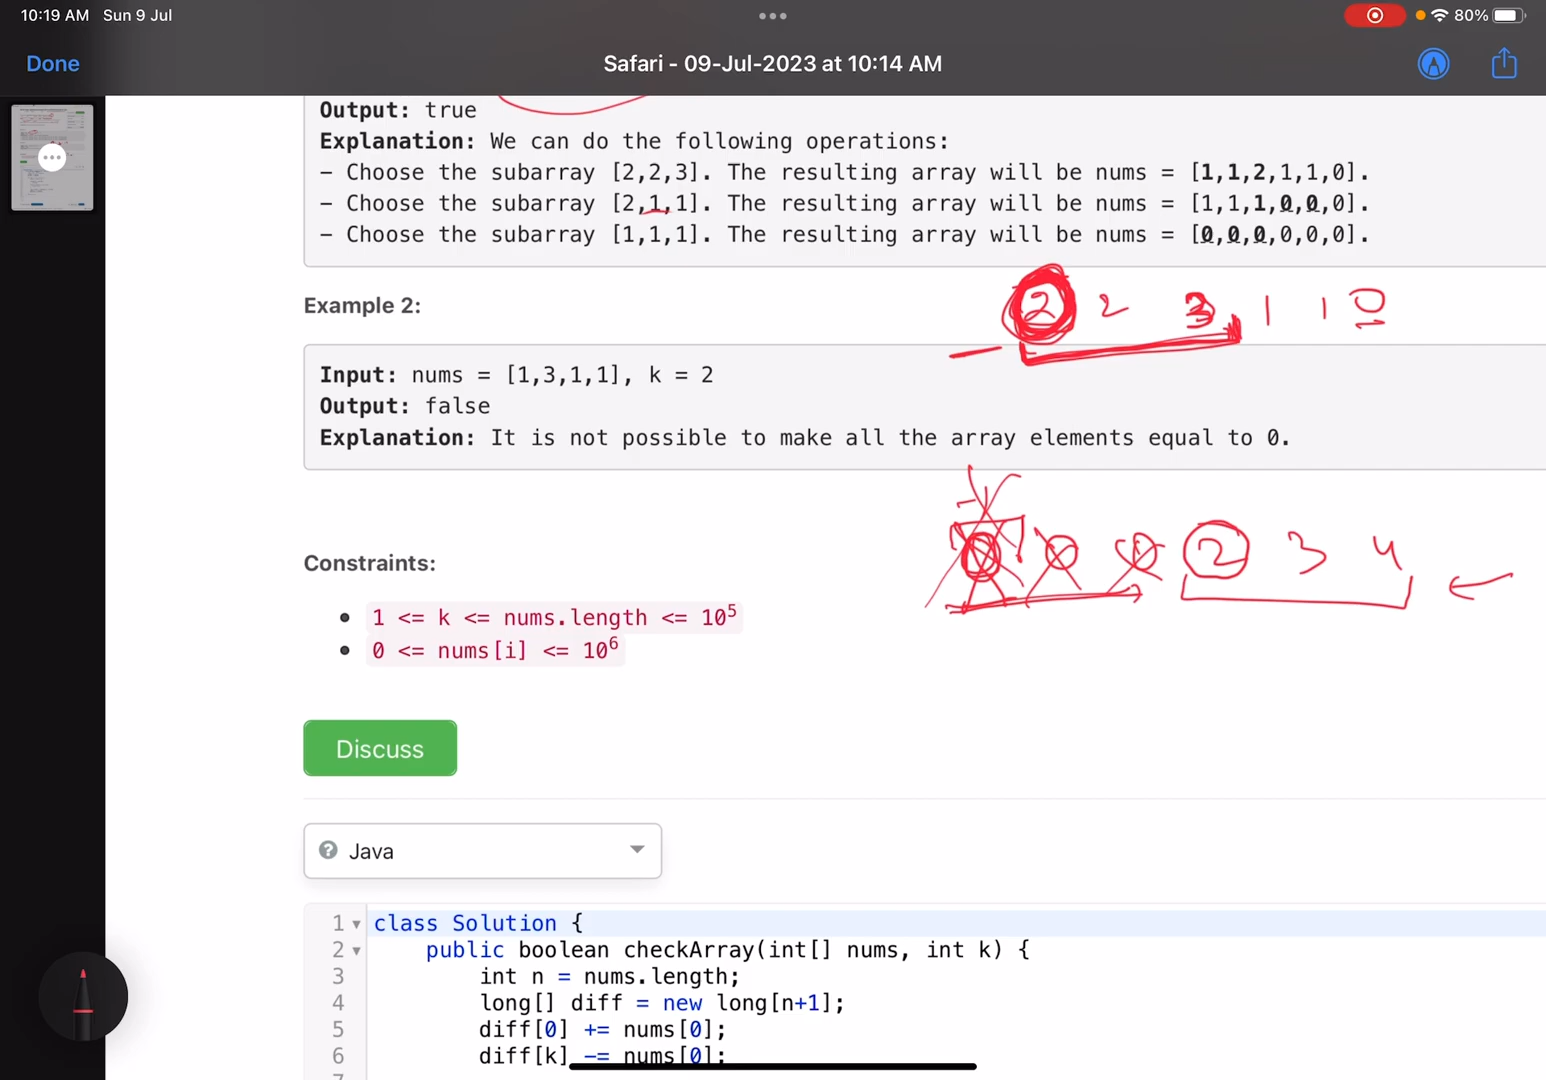 10:19 AM Sun 9 Jul
80%
Done
Safari - 09-Jul-2023 at 10:14 AM
Output: true
Explanation: We can do the following operations:
− Choose the subarray [2,2,3]. The resulting array will be nums = [1,1,2,1,1,0].
− Choose the subarray [2,1,1]. The resulting array will be nums = [1,1,1,0,0,0].
− Choose the subarray [1,1,1]. The resulting array will be nums = [0,0,0,0,0,0].
Example 2:
2 2 3 1 1 0
Input: nums = [1,3,1,1], k = 2
Output: false
Explanation: It is not possible to make all the array elements equal to 0.
2 3 4
Constraints:
1 <= k <= nums.length <= 10⁵
0 <= nums[i] <= 10⁶
Discuss
? Java
1 class Solution {
2 public boolean checkArray(int[] nums, int k) {
3 int n = nums.length;
4 long[] diff = new long[n+1];
5 diff[0] += nums[0];
6 diff[k] −= nums[0];